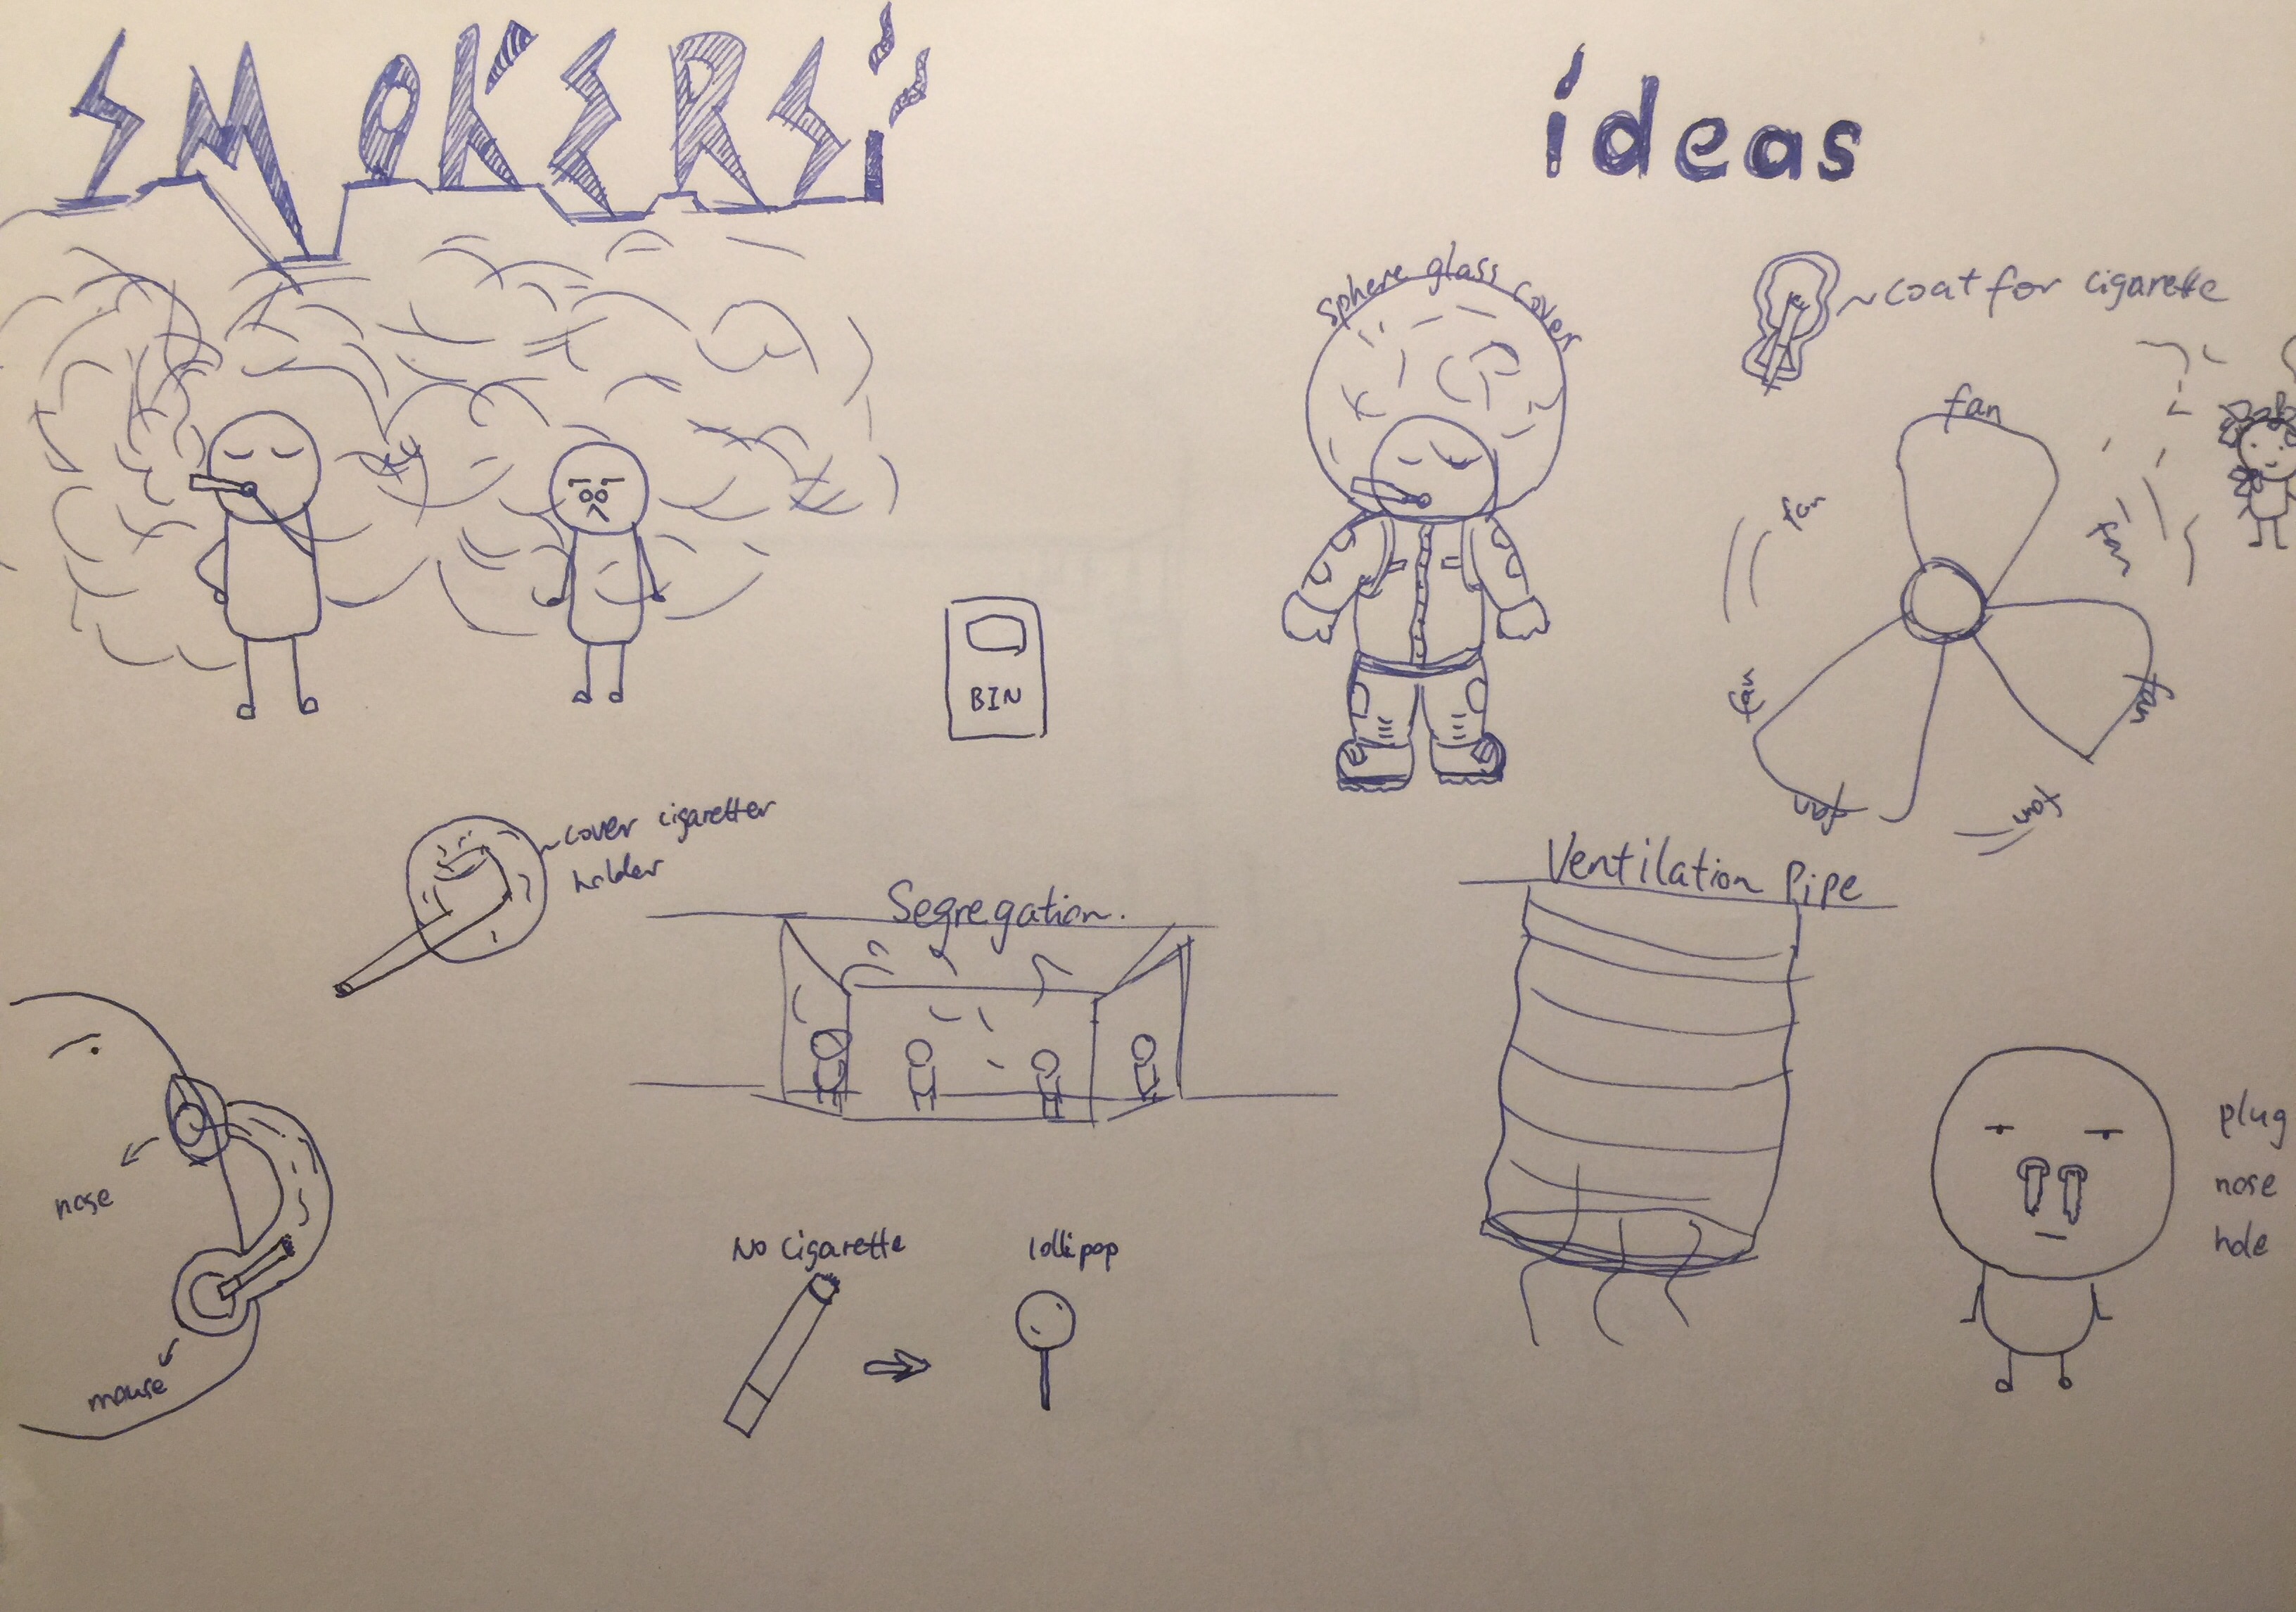 SMOKERS!
ideas
sphere glass cover
~coat for cigarette
fan
fan
fan
fan
fan
fan
fan
BIN
~cover cigaretter
holder
Segregation.
Ventilation Pipe
nose
mouse
No cigarette
lollipop
plug
nose
hole